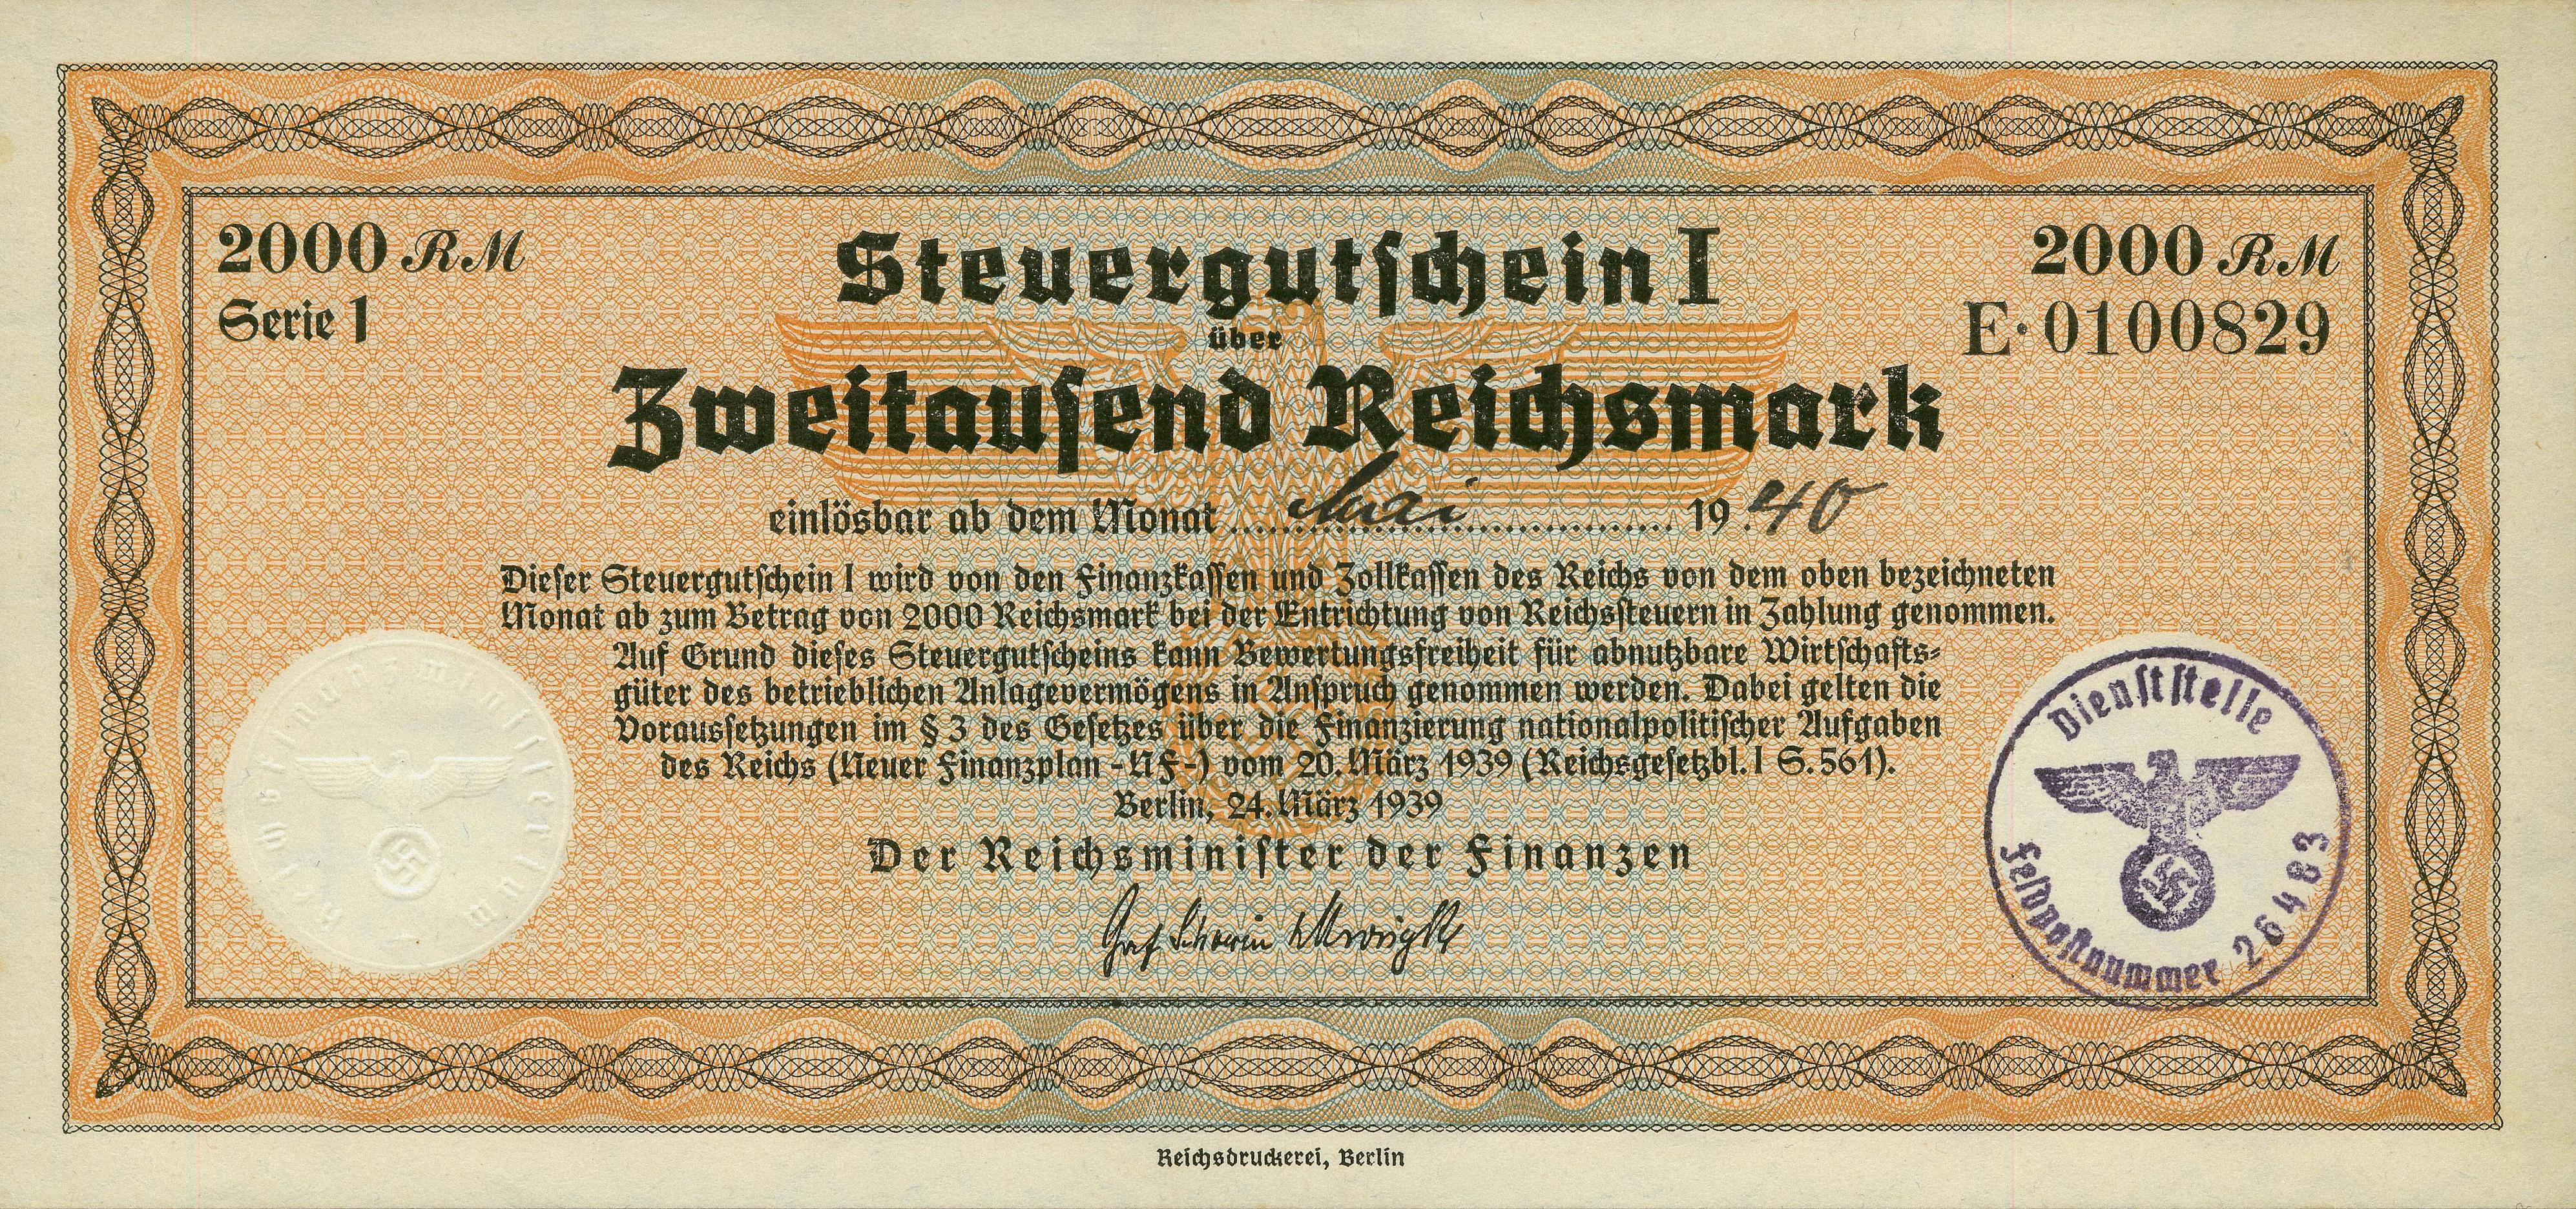 2000 RM
Steuergutschein I
2000 RM
Serie 1
über
E·0100829
Zweitausend Reichsmark
einlösbar ab dem Monat Mai 1940
Dieser Steuergutschein I wird von den Finanzkassen und Zollkassen des Reichs von dem oben bezeichneten
Monat ab zum Betrag von 2000 Reichsmark bei der Entrichtung von Reichssteuern in Zahlung genommen.
Auf Grund dieses Steuergutscheins kann Bewertungsfreiheit für abnutzbare Wirtschafts-
güter des betrieblichen Anlagevermögens in Anspruch genommen werden. Dabei gelten die
Voraussetzungen im § 3 des Gesetzes über die Finanzierung nationalpolitischer Aufgaben
des Reichs (Neuer Finanzplan -NF-) vom 20. März 1939 (Reichsgesetzbl. I S. 561).
Berlin, 24. März 1939
Der Reichsminister der Finanzen
Graf Schwerin von Krosigk
Reichsfinanzministerium
Dienststelle
Feldpostnummer 26483
Reichsdruckerei, Berlin